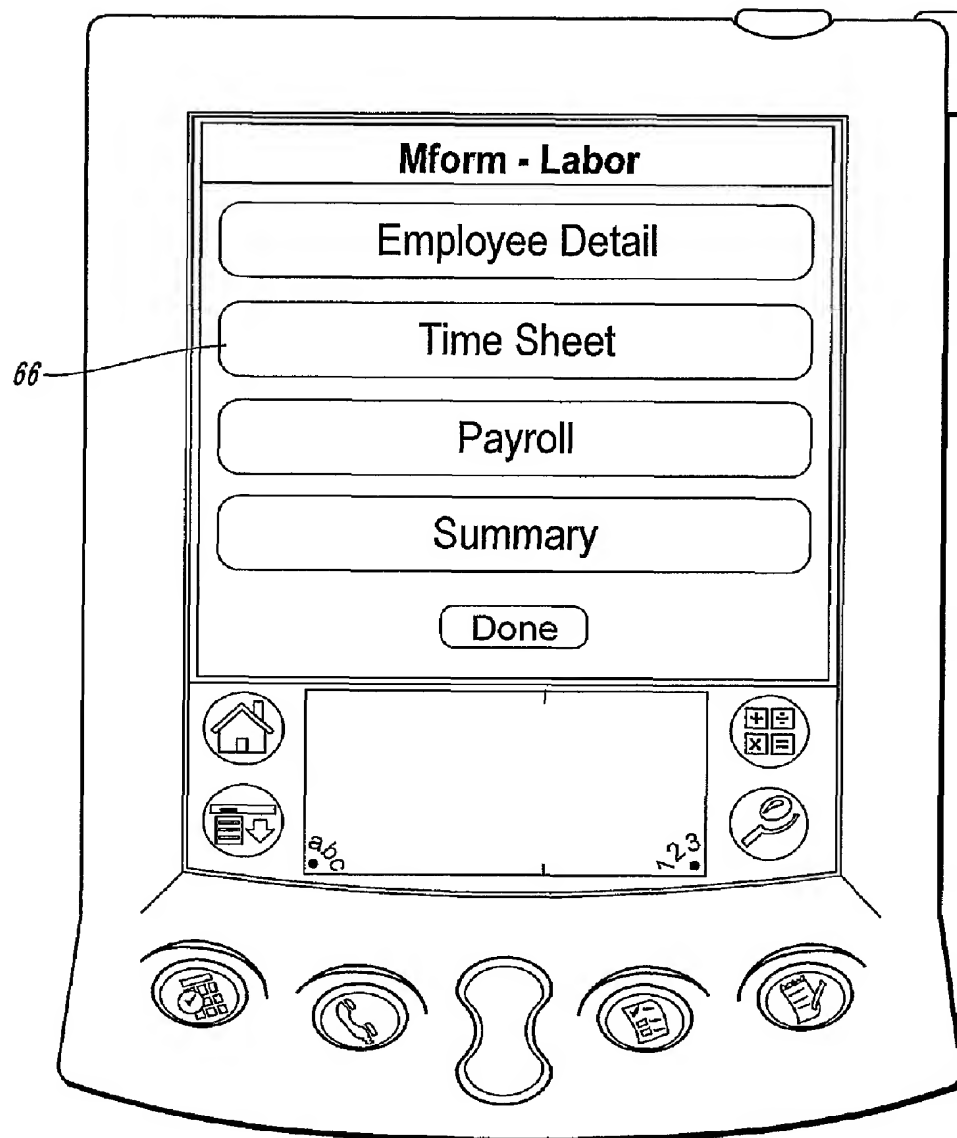 Mform - Labor
Employee Detail
66
Time Sheet
Payroll
Summary
Done
+ ÷
x =
abc
123